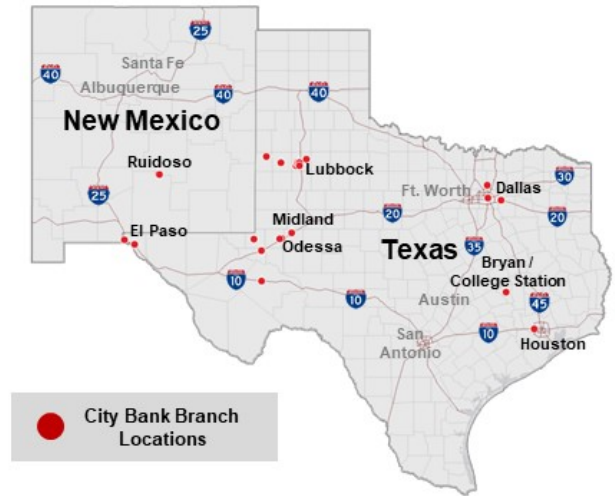 25
Santa Fe
40
Albuquerque
40
40
New Mexico
Ruidoso
Lubbock
30
Ft. Worth
Dallas
25
20
20
Midland
El Paso
Odessa
Texas
35
Bryan /
College Station
10
10
Austin
45
10
San
Antonio
Houston
City Bank Branch
Locations